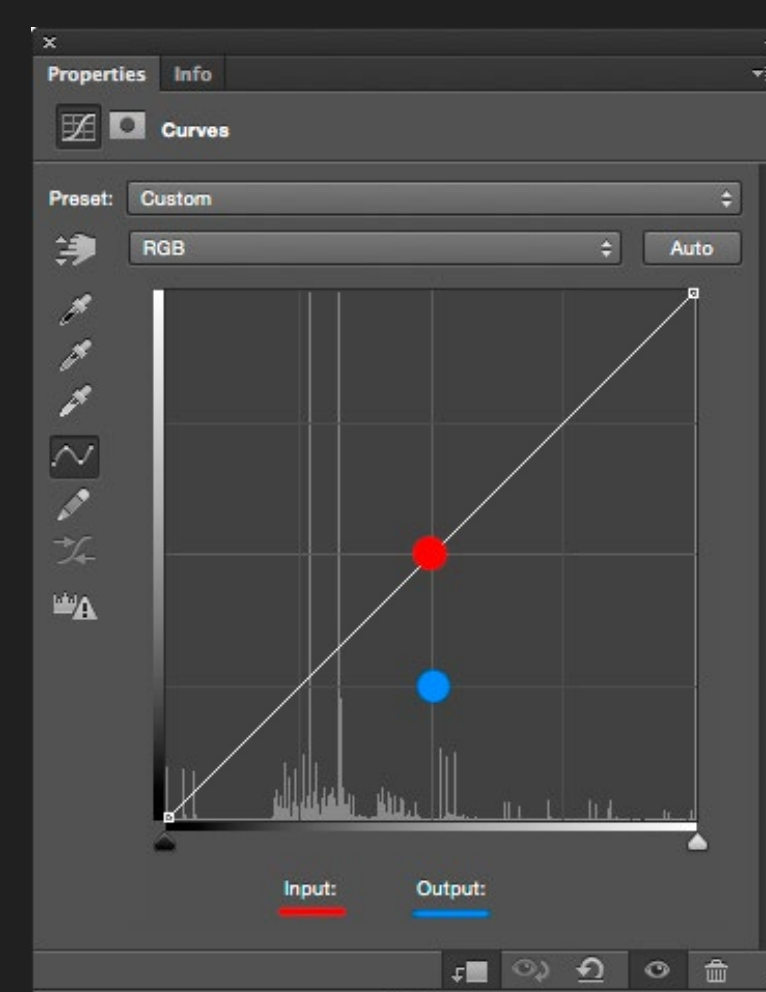 Properties Info
Curves
Preset: Custom
RGB Auto
Input: Output: